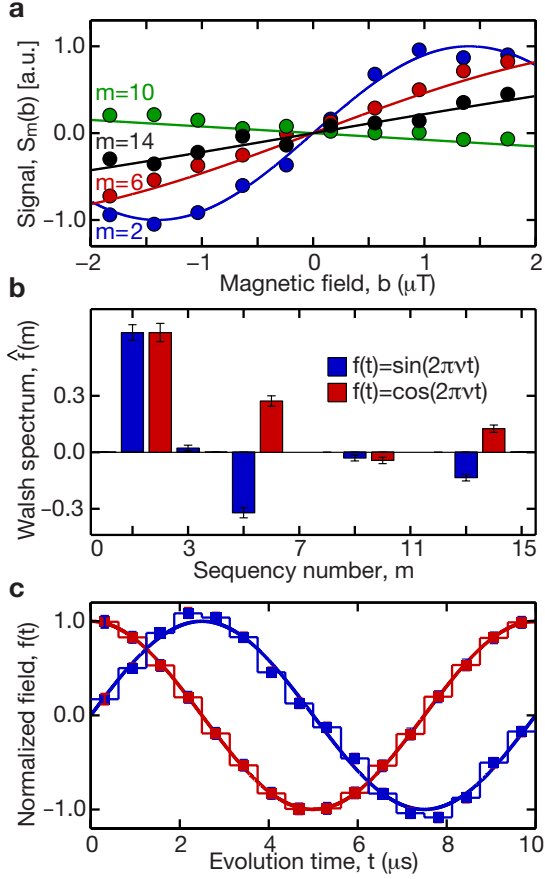 a
Signal, Sₘ(b) [a.u.]
1.0
0.0
−1.0
m=10
m=14
m=6
m=2
−2 −1 0 1 2
Magnetic field, b (μT)
b
Walsh spectrum, f̂(m)
0.3
0.0
−0.3
f(t)=sin(2πνt)
f(t)=cos(2πνt)
0 3 7 11 15
Sequency number, m
c
Normalized field, f(t)
1.0
0.0
-1.0
0 2 4 6 8 10
Evolution time, t (μs)